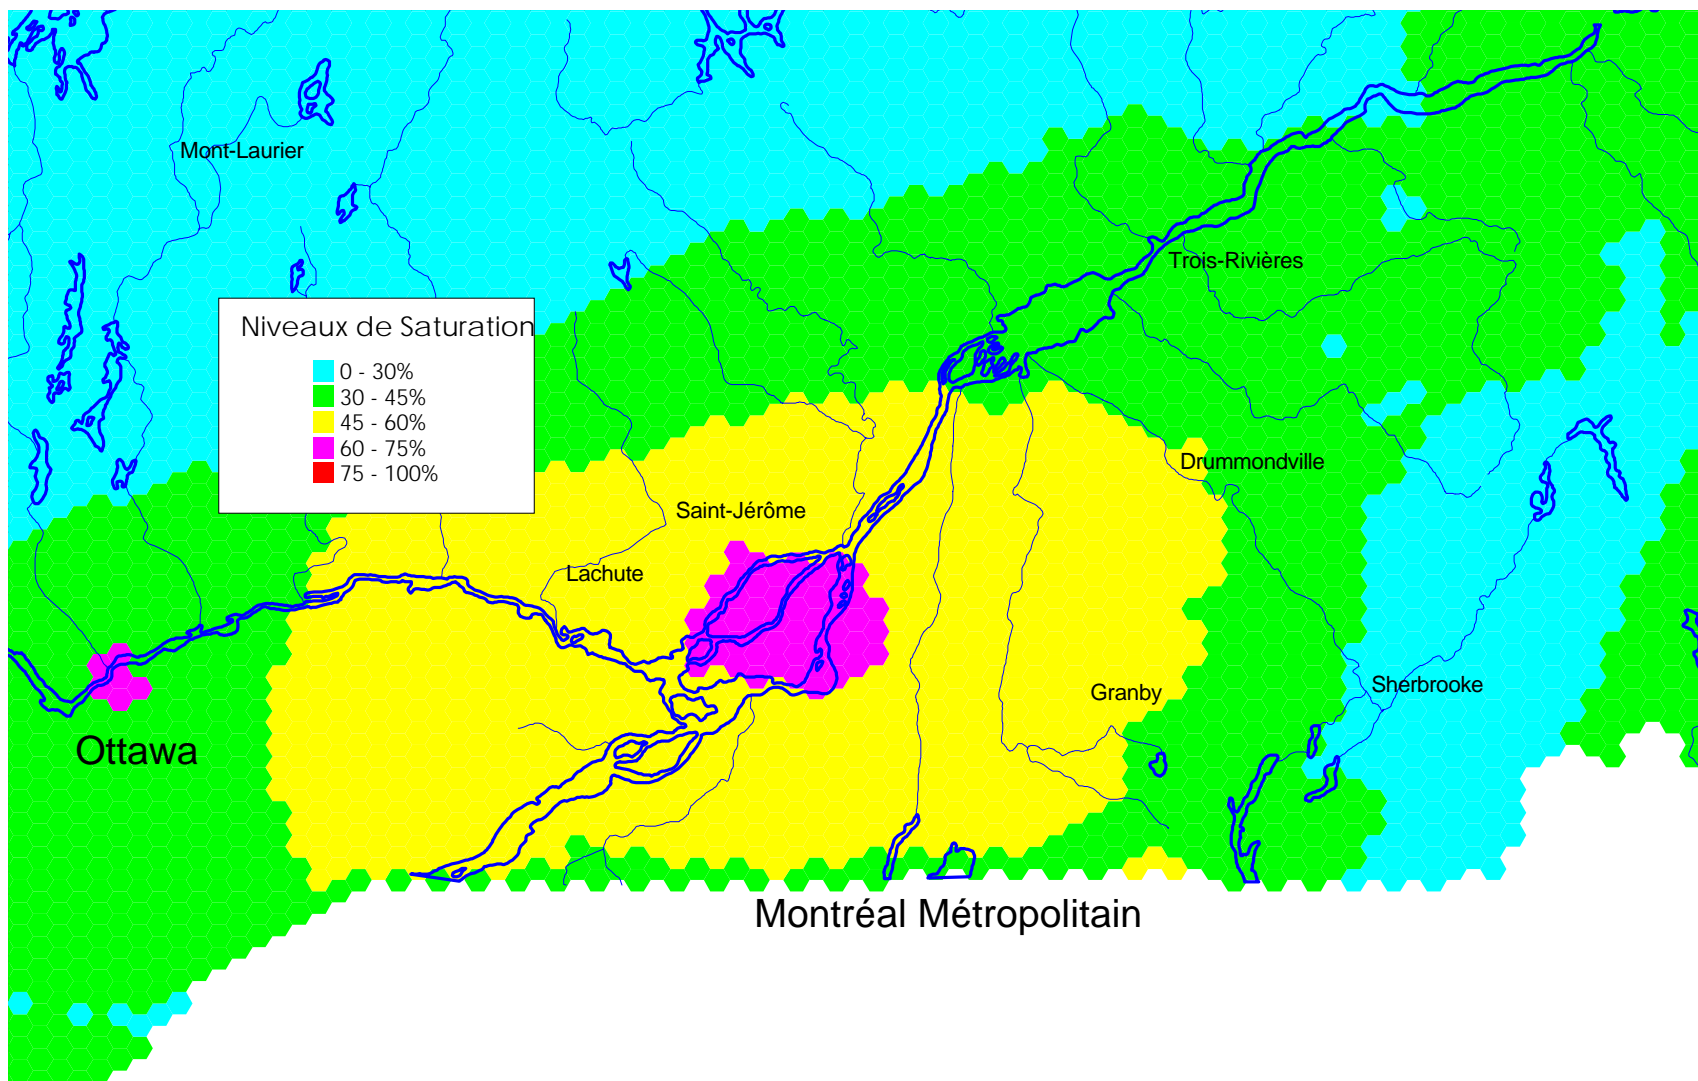 Mont-Laurier
Trois-Rivières
Niveaux de Saturation
0 - 30%
30 - 45%
45 - 60%
60 - 75%
75 - 100%
Drummondville
Saint-Jérôme
Lachute
Sherbrooke
Granby
Ottawa
Montréal Métropolitain